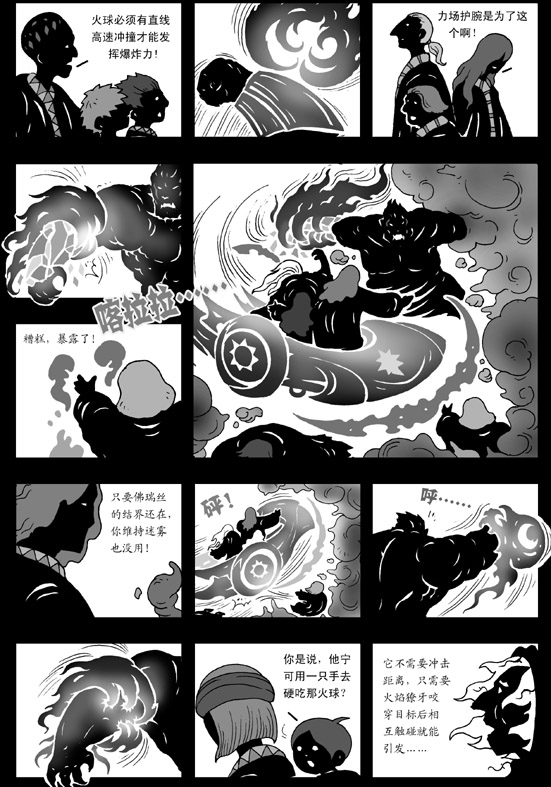 火球必须有直线
高速冲撞才能发
挥爆炸力！
力场护腕是为了这
个啊！
喀拉拉……
糟糕，暴露了！
只要佛瑞丝
的结界还在，
你维持迷雾
也没用！
砰！
呼……
你是说，他宁
可用一只手去
硬吃那火球？
它不需要冲击
距离，只需要
火焰獠牙咬
穿目标后相
互触碰就能
引发……